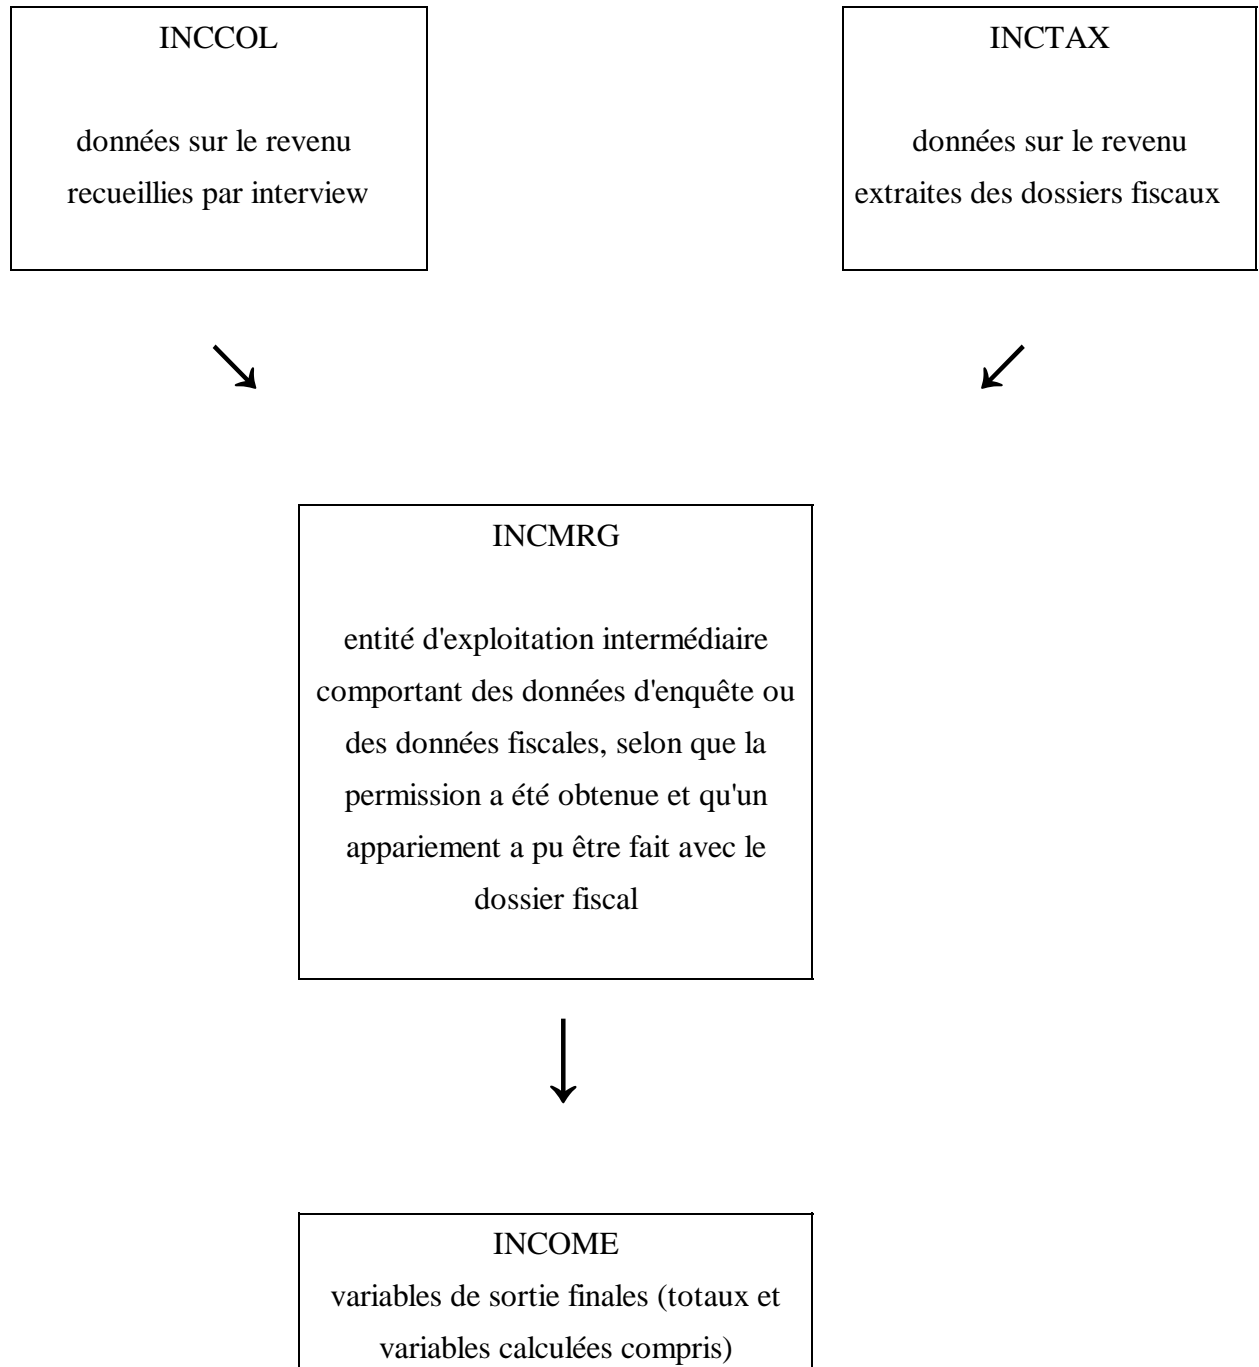 INCCOL
données sur le revenu
recueillies par interview
INCTAX
données sur le revenu
extraites des dossiers fiscaux
INCMRG
entité d'exploitation intermédiaire
comportant des données d'enquête ou
des données fiscales, selon que la
permission a été obtenue et qu'un
appariement a pu être fait avec le
dossier fiscal
INCOME
variables de sortie finales (totaux et
variables calculées compris)